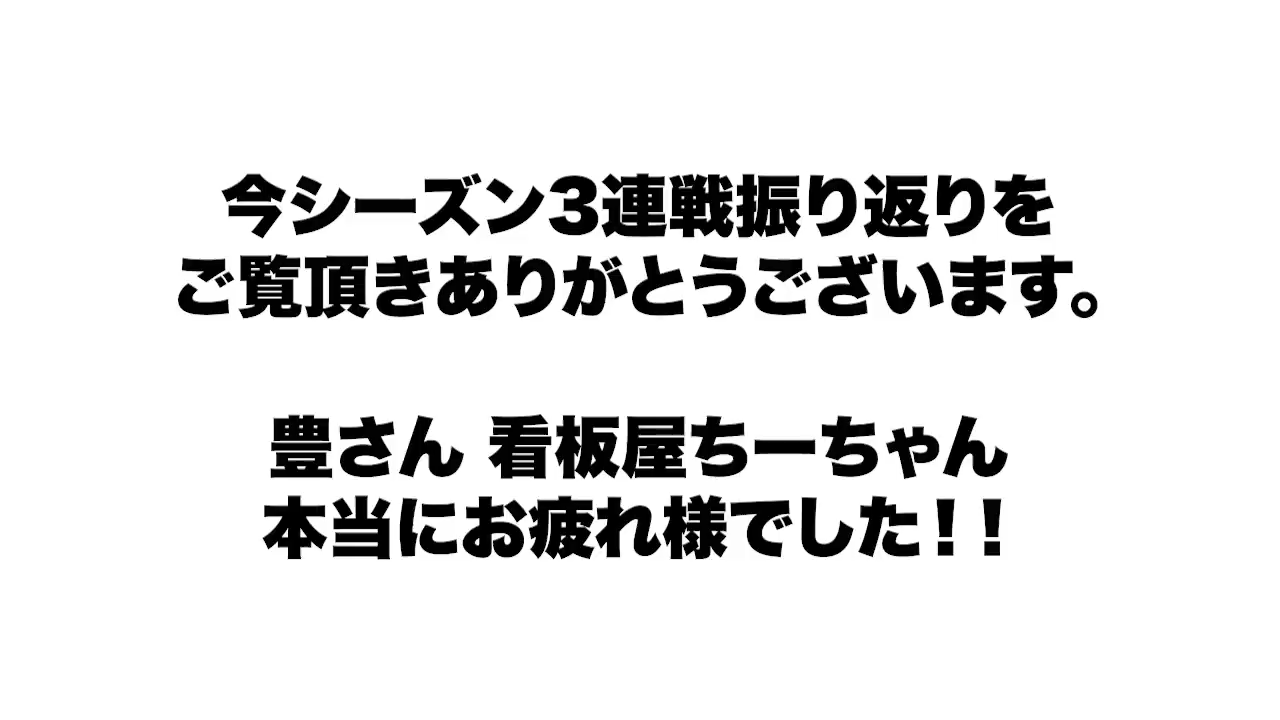 今シーズン3連戦振り返りを
ご覧頂きありがとうございます。
豊さん 看板屋ちーちゃん
本当にお疲れ様でした！！